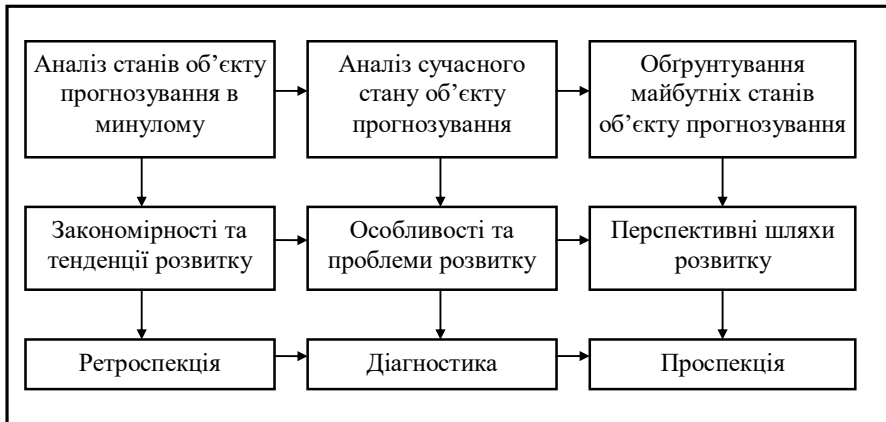 Аналіз станів об’єкту
прогнозування в
минулому
Аналіз сучасного
стану об’єкту
прогнозування
Обґрунтування
майбутніх станів
об’єкту прогнозування
Закономірності та
тенденції розвитку
Особливості та
проблеми розвитку
Перспективні шляхи
розвитку
Ретроспекція
Діагностика
Проспекція